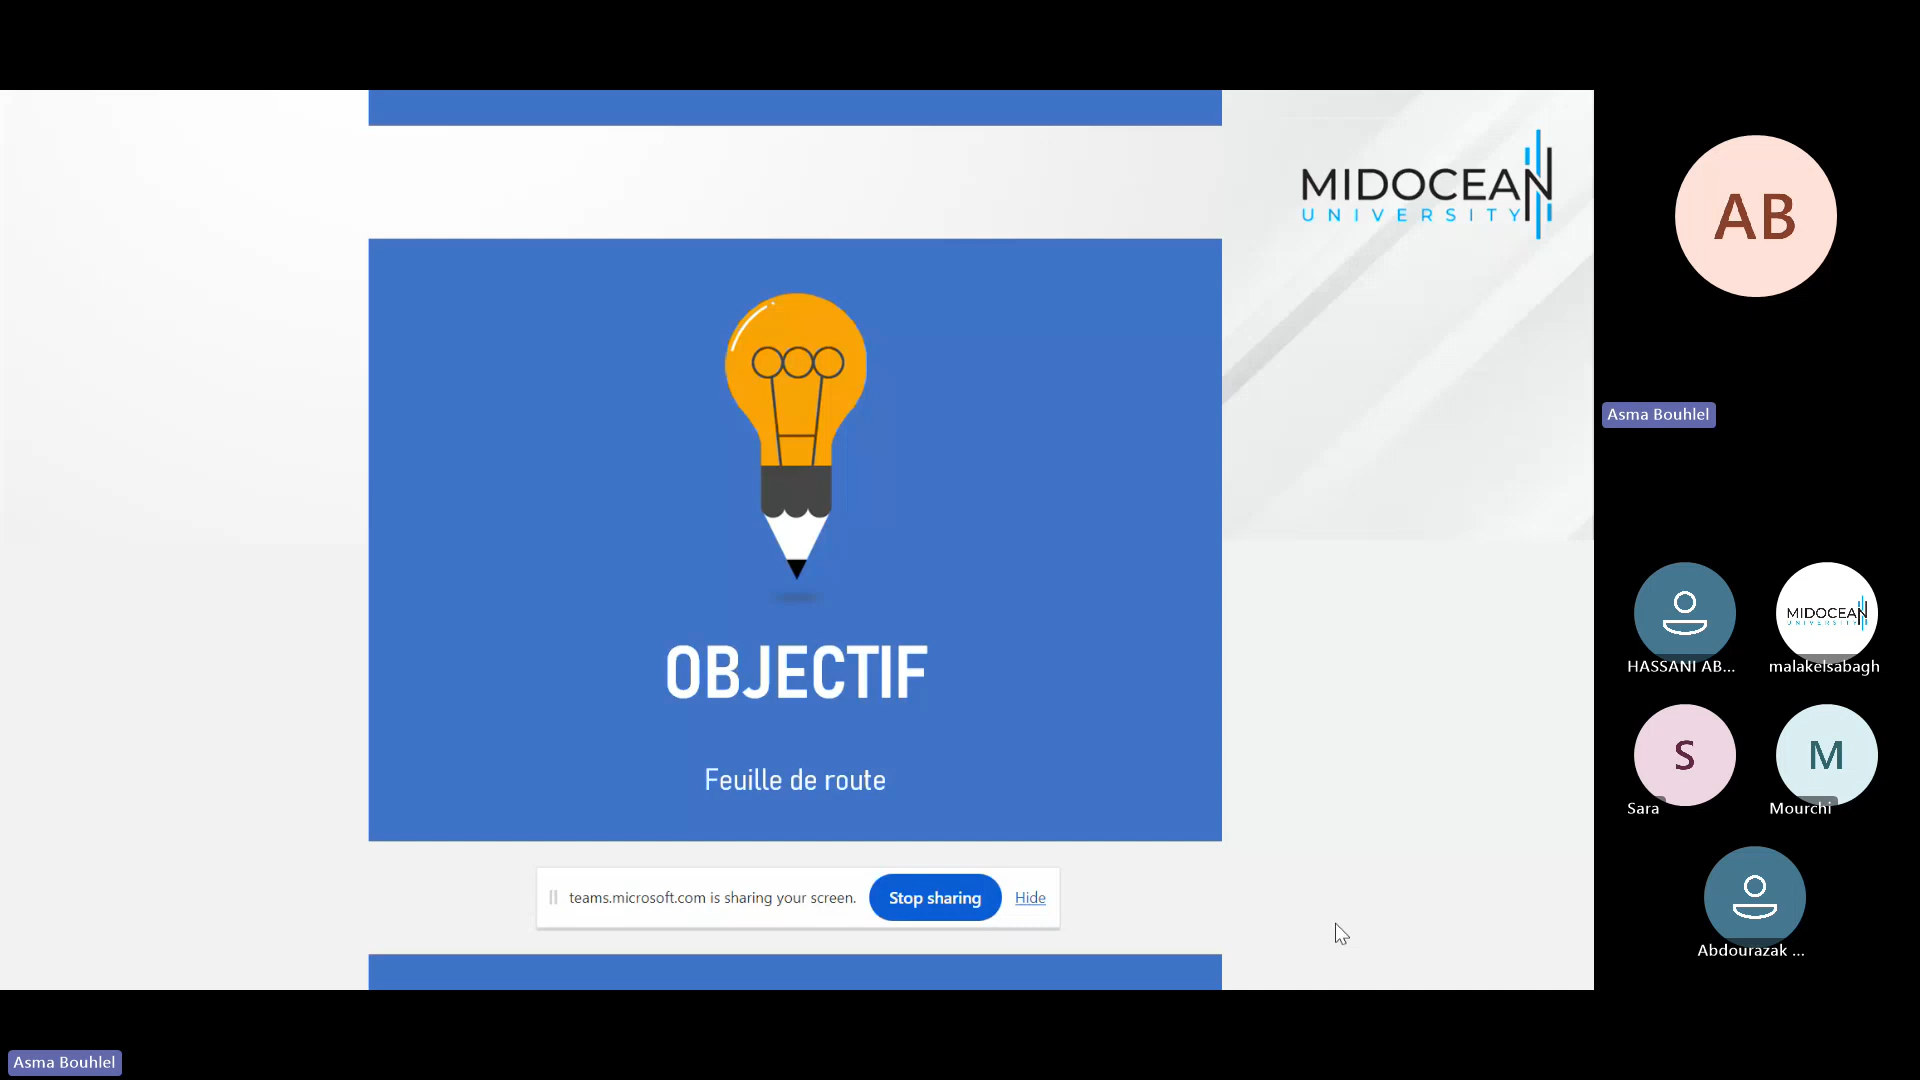 MIDOCEAN
UNIVERSITY
OBJECTIF
Feuille de route
teams.microsoft.com is sharing your screen.
Stop sharing
Hide
AB
Asma Bouhlel
HASSANI AB...
MIDOCEAN
UNIVERSITY
malakelsabagh
S
Sara
M
Mourchi
Abdourazak ...
Asma Bouhlel